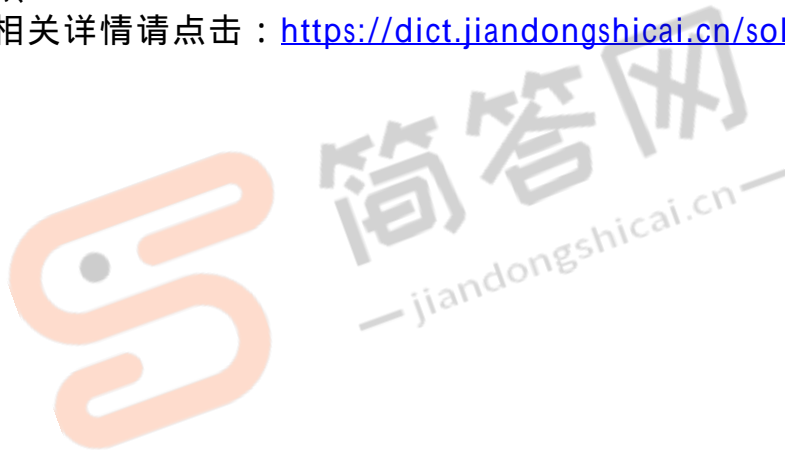 相关详情请点击：https://dict.jiandongshicai.cn/sol
简答网
jiandongshicai.cn